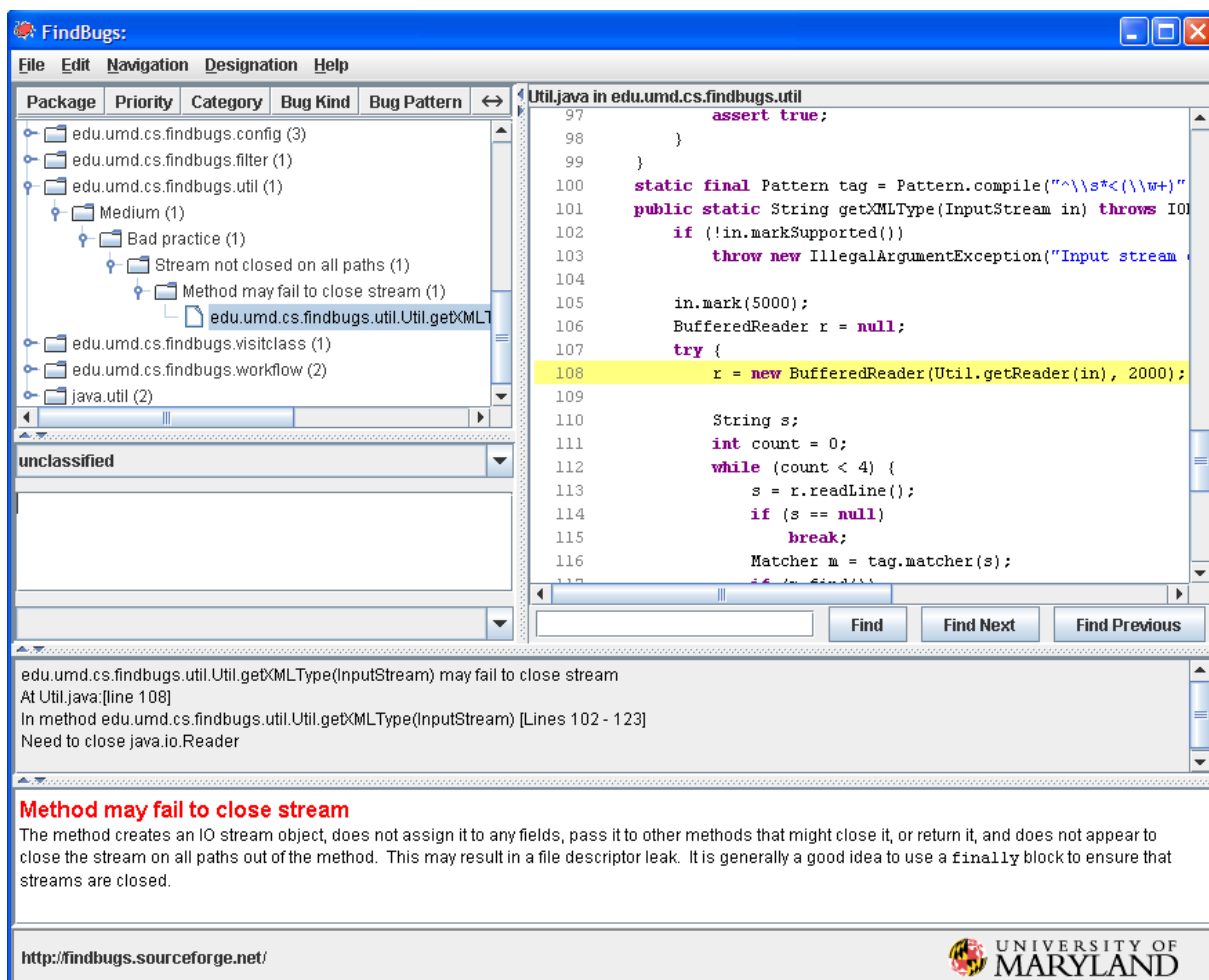 FindBugs:
File Edit Navigation Designation Help
Package Priority Category Bug Kind Bug Pattern
edu.umd.cs.findbugs.config (3)
edu.umd.cs.findbugs.filter (1)
edu.umd.cs.findbugs.util (1)
Medium (1)
Bad practice (1)
Stream not closed on all paths (1)
Method may fail to close stream (1)
edu.umd.cs.findbugs.util.Util.getXMLT
edu.umd.cs.findbugs.visitclass (1)
edu.umd.cs.findbugs.workflow (2)
java.util (2)
unclassified
Util.java in edu.umd.cs.findbugs.util
97 assert true;
98 }
99 }
100 static final Pattern tag = Pattern.compile("^\\s*<(\\w+)"
101 public static String getXMLType(InputStream in) throws IOE
102 if (!in.markSupported())
103 throw new IllegalArgumentException("Input stream
104
105 in.mark(5000);
106 BufferedReader r = null;
107 try {
108 r = new BufferedReader(Util.getReader(in), 2000);
109
110 String s;
111 int count = 0;
112 while (count < 4) {
113 s = r.readLine();
114 if (s == null)
115 break;
116 Matcher m = tag.matcher(s);
117 if (m.find())
Find Find Next Find Previous
edu.umd.cs.findbugs.util.Util.getXMLType(InputStream) may fail to close stream
At Util.java:[line 108]
In method edu.umd.cs.findbugs.util.Util.getXMLType(InputStream) [Lines 102 - 123]
Need to close java.io.Reader
Method may fail to close stream
The method creates an IO stream object, does not assign it to any fields, pass it to other methods that might close it, or return it, and does not appear to
close the stream on all paths out of the method. This may result in a file descriptor leak. It is generally a good idea to use a finally block to ensure that
streams are closed.
http://findbugs.sourceforge.net/
UNIVERSITY OF
MARYLAND